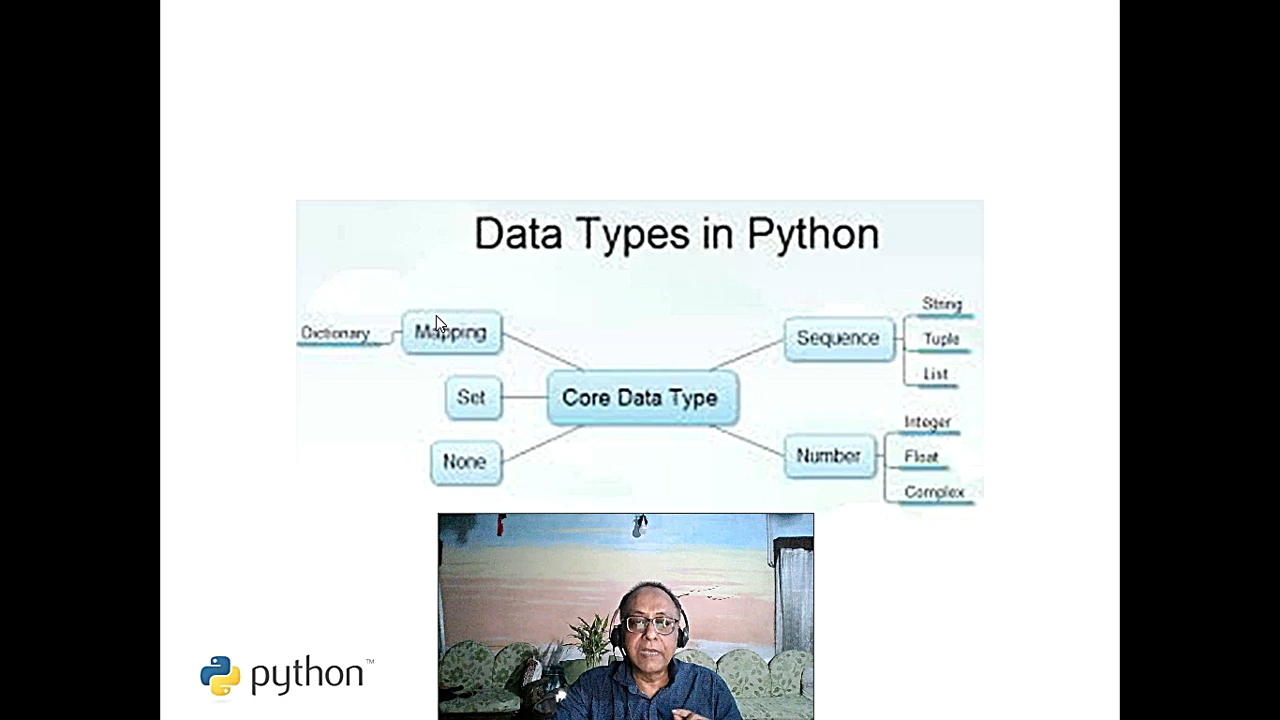 Data Types in Python
Dictionary
Mapping
Set
None
Core Data Type
Sequence
String
Tuple
List
Number
Integer
Float
Complex
python™